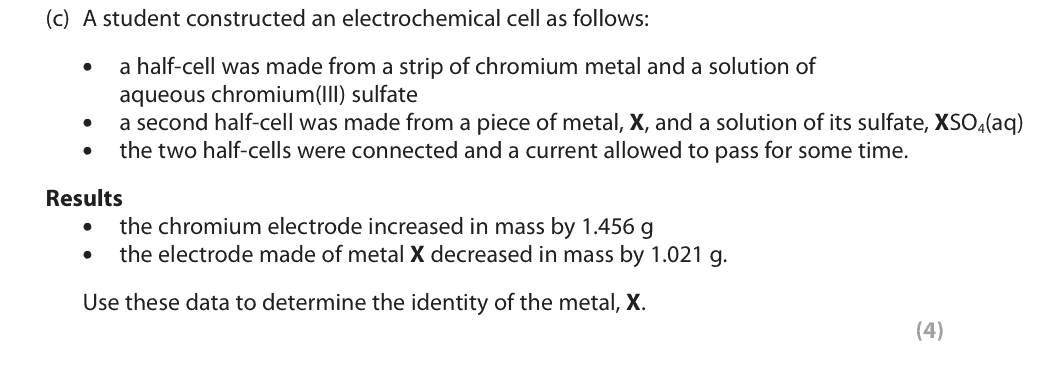 (c) A student constructed an electrochemical cell as follows:
• a half-cell was made from a strip of chromium metal and a solution of
aqueous chromium(III) sulfate
• a second half-cell was made from a piece of metal, X, and a solution of its sulfate, XSO₄(aq)
• the two half-cells were connected and a current allowed to pass for some time.
Results
• the chromium electrode increased in mass by 1.456 g
• the electrode made of metal X decreased in mass by 1.021 g.
Use these data to determine the identity of the metal, X.
(4)